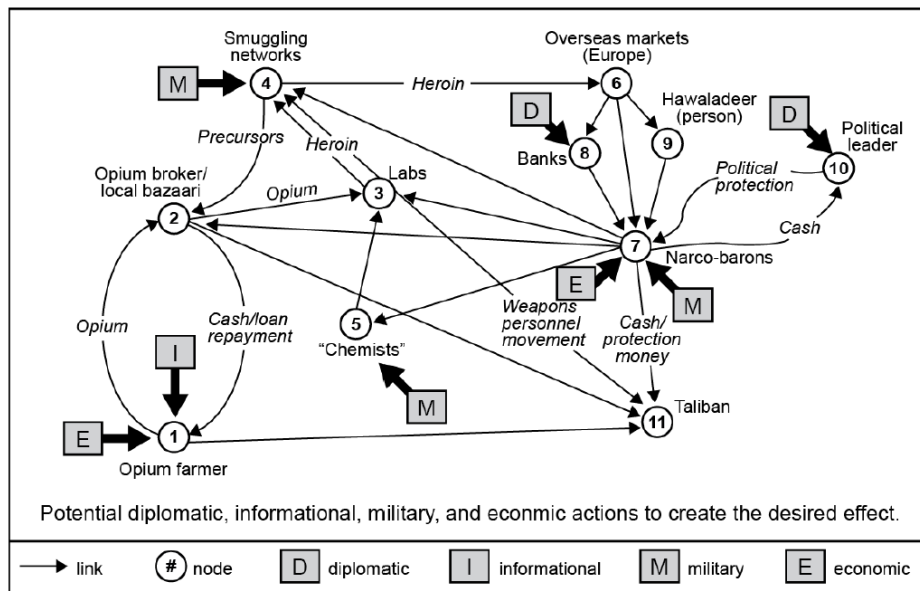 Smuggling
networks
4
M
Heroin
Overseas markets
(Europe)
6
D
Hawaladeer
(person)
9
Banks
8
D
Political
leader
10
Precursors
Heroin
Opium broker/
local bazaari
2
Opium
Labs
3
Political
protection
Cash
7
Narco-barons
E
M
Opium
Cash/loan
repayment
5
"Chemists"
M
Weapons
personnel
movement
Cash/
protection
money
I
E
1
Opium farmer
11
Taliban
Potential diplomatic, informational, military, and econmic actions to create the desired effect.
link
# node
D diplomatic
I informational
M military
E economic